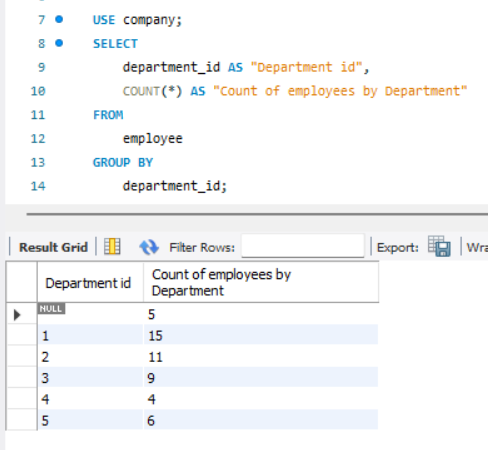 7 USE company;
8 SELECT
9 department_id AS "Department id",
10 COUNT(*) AS "Count of employees by Department"
11 FROM
12 employee
13 GROUP BY
14 department_id;
Result Grid Filter Rows: Export:
Department id Count of employees by
Department
NULL 5
1 15
2 11
3 9
4 4
5 6